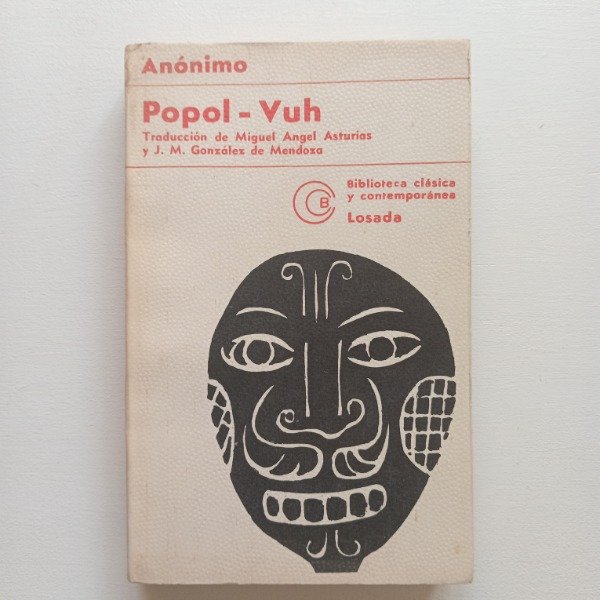 Anónimo
Popol - Vuh
Traducción de Miguel Angel Asturias
y J. M. González de Mendoza
B
Biblioteca clásica
y contemporánea
Losada